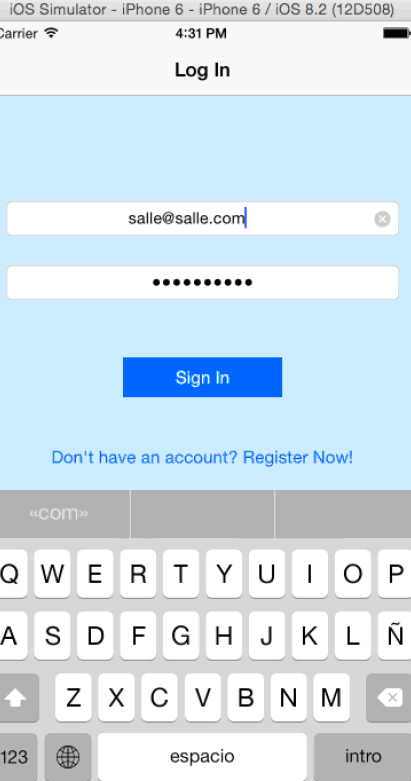 iOS Simulator - iPhone 6 - iPhone 6 / iOS 8.2 (12D508)
Carrier 4:31 PM
Log In
salle@salle.com
••••••••••
Sign In
Don't have an account? Register Now!
«com»
Q W E R T Y U I O P
A S D F G H J K L Ñ
Z X C V B N M
123 espacio intro